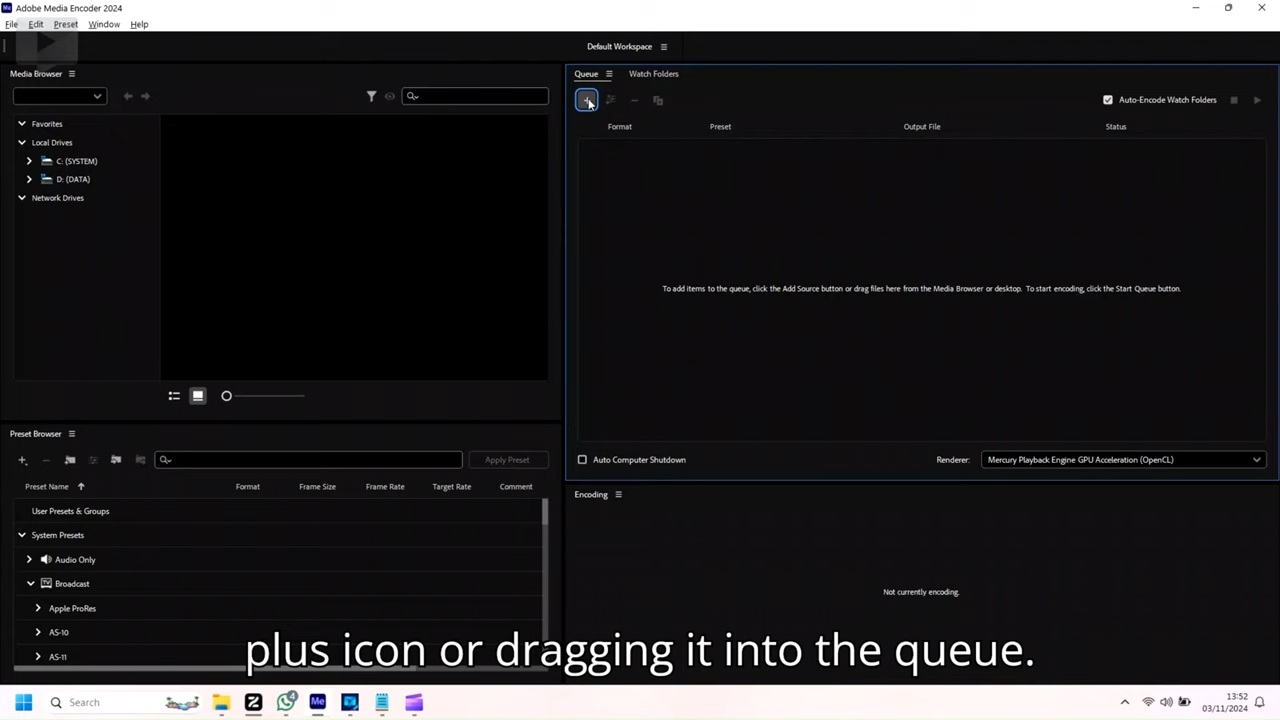 Adobe Media Encoder 2024
File Edit Preset Window Help
Default Workspace
Media Browser
Queue Watch Folders
Auto-Encode Watch Folders
Format Preset Output File Status
Favorites
Local Drives
C: (SYSTEM)
D: (DATA)
Network Drives
To add items to the queue, click the Add Source button or drag files here from the Media Browser or desktop. To start encoding, click the Start Queue button.
Preset Browser
Auto Computer Shutdown
Renderer: Mercury Playback Engine GPU Acceleration (OpenCL)
Apply Preset
Preset Name Format Frame Size Frame Rate Target Rate Comment
Encoding
User Presets & Groups
System Presets
Audio Only
Broadcast
Apple ProRes
AS-10
AS-11
Not currently encoding.
plus icon or dragging it into the queue.
Search
4
Me
13:52
03/11/2024